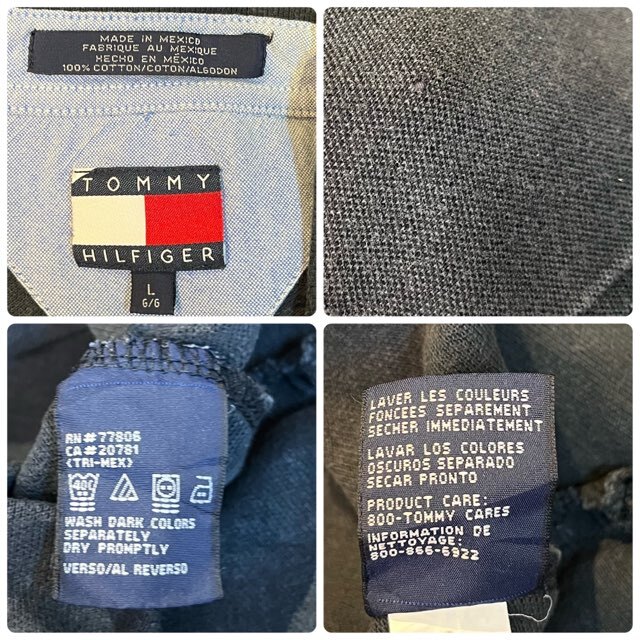 MADE IN MEXICO
FABRIQUE AU MEXIQUE
HECHO EN MÉXICO
100% COTTON/COTON/ALGODON
TOMMY
HILFIGER
L
G/G
RN#77806
CA#20781
(TRI-MEX)
40C
WASH DARK COLORS
SEPARATELY
DRY PROMPTLY
VERSO/AL REVERSO
LAVER LES COULEURS
FONCÉES SEPAREMENT
SECHER IMMEDIATEMENT
LAVAR LOS COLORES
OSCUROS SEPARADO
SECAR PRONTO
PRODUCT CARE:
800-TOMMY CARES
INFORMATION DE
NETTOYAGE:
800-866-6922